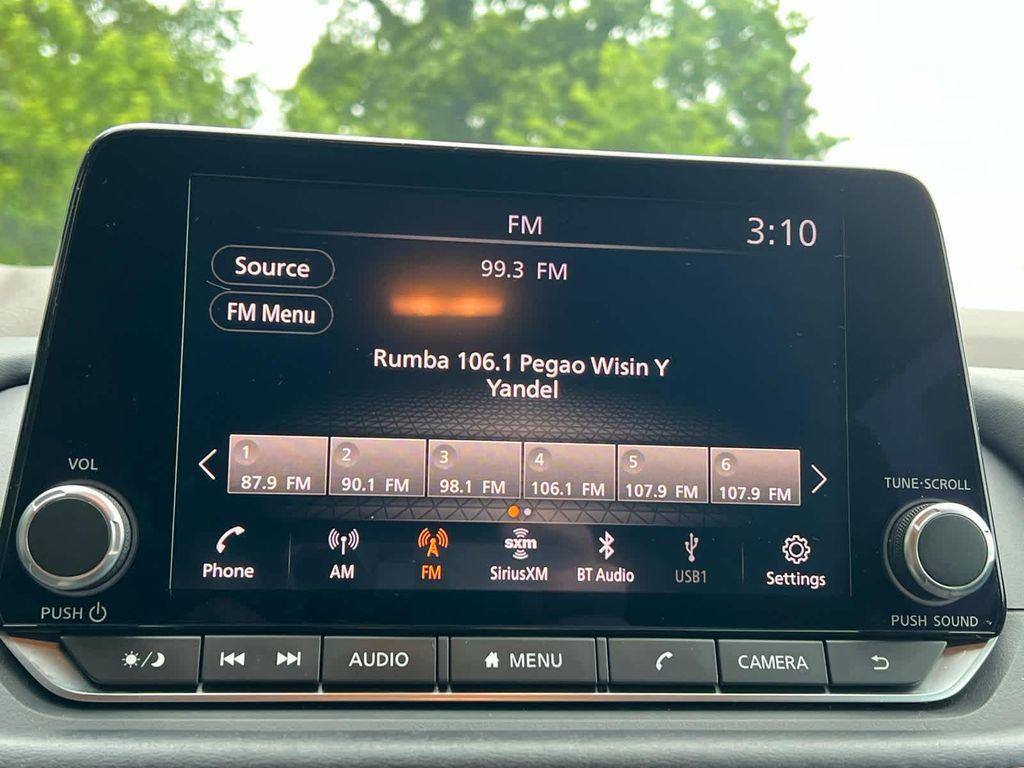 FM
3:10
Source
99.3 FM
FM Menu
Rumba 106.1 Pegao Wisin Y
Yandel
1 2 3 4 5 6
87.9 FM 90.1 FM 98.1 FM 106.1 FM 107.9 FM 107.9 FM
VOL
TUNE·SCROLL
sxm
Phone AM FM SiriusXM BT Audio USB1 Settings
PUSH
PUSH SOUND
AUDIO MENU CAMERA